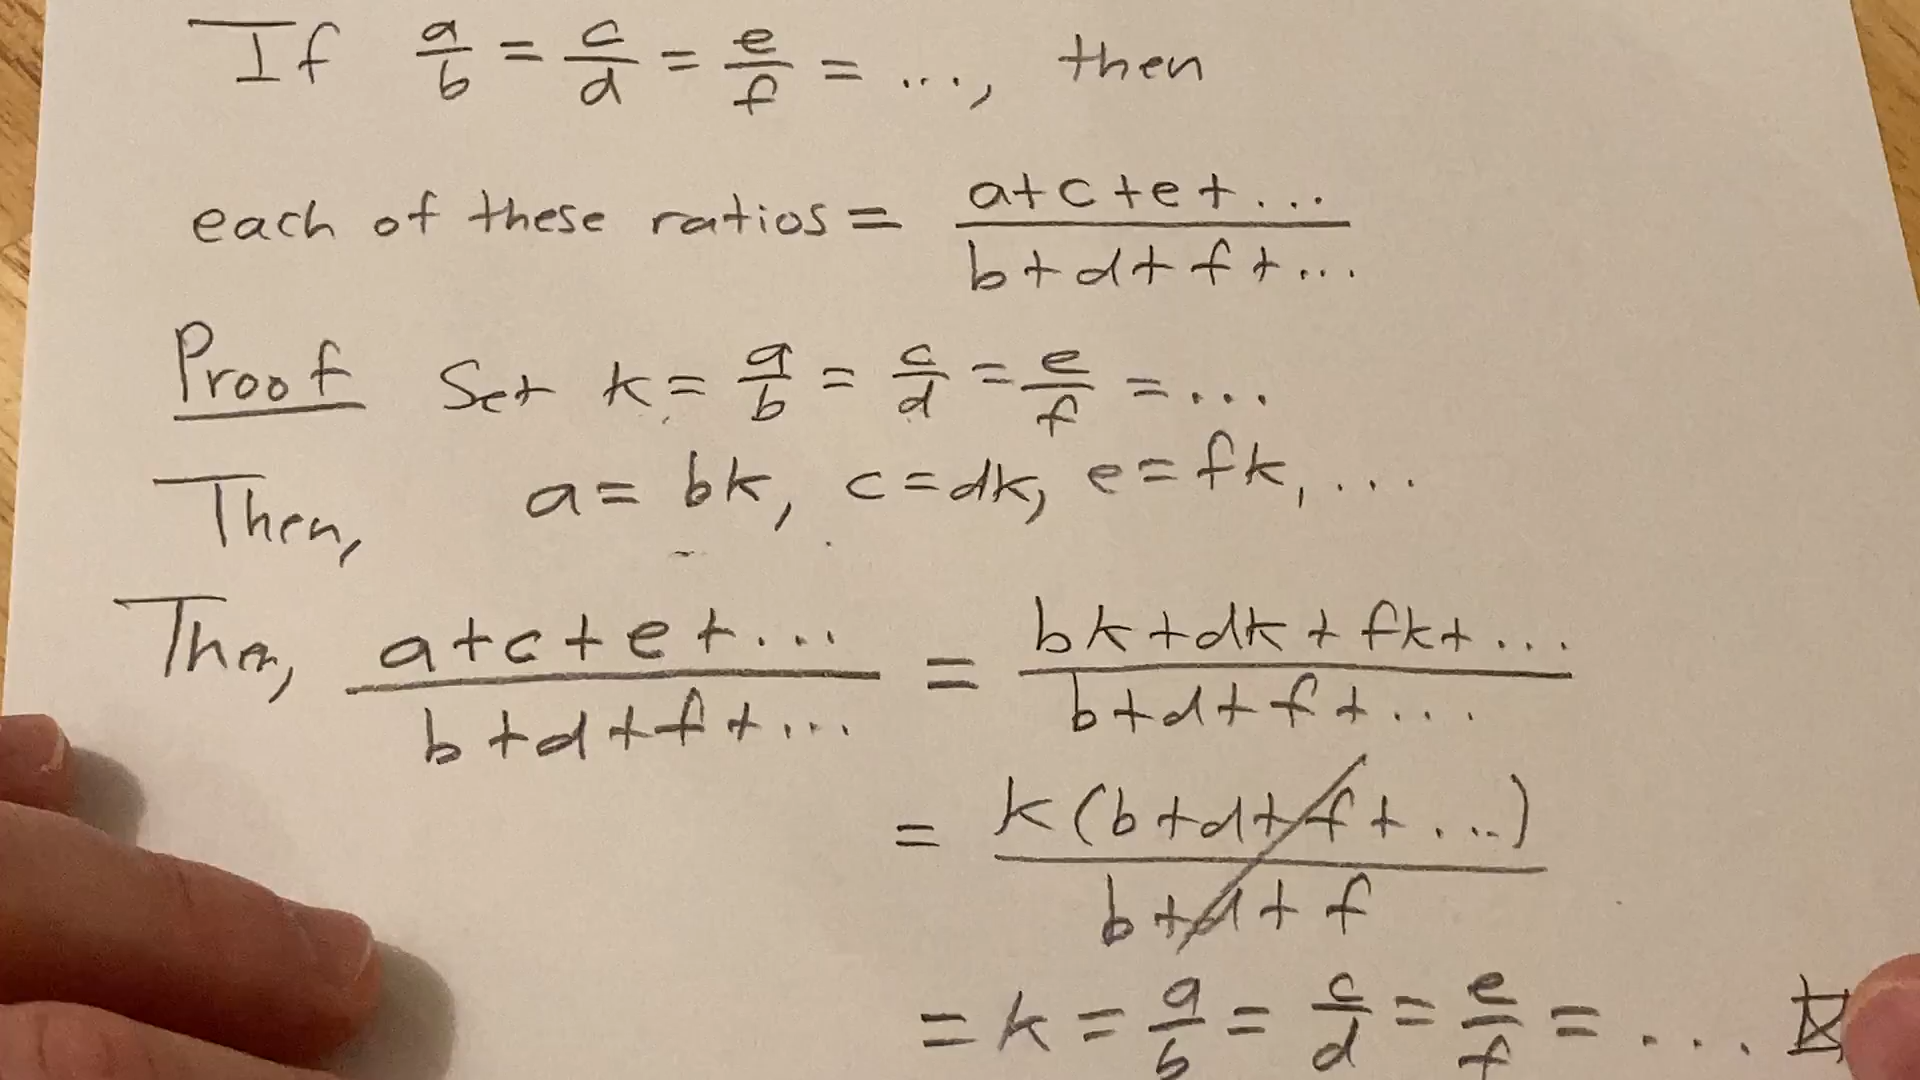 If a/b = c/d = e/f = ..., then
each of these ratios = (a+c+e+...)/(b+d+f+...)
Proof Set k = a/b = c/d = e/f = ...
Then, a = bk, c = dk, e = fk, ...
Then, (a+c+e+...)/(b+d+f+...) = (bk+dk+fk+...)/(b+d+f+...)
= k(b+d+f+...)/(b+d+f)
= k = a/b = c/d = e/f = ...